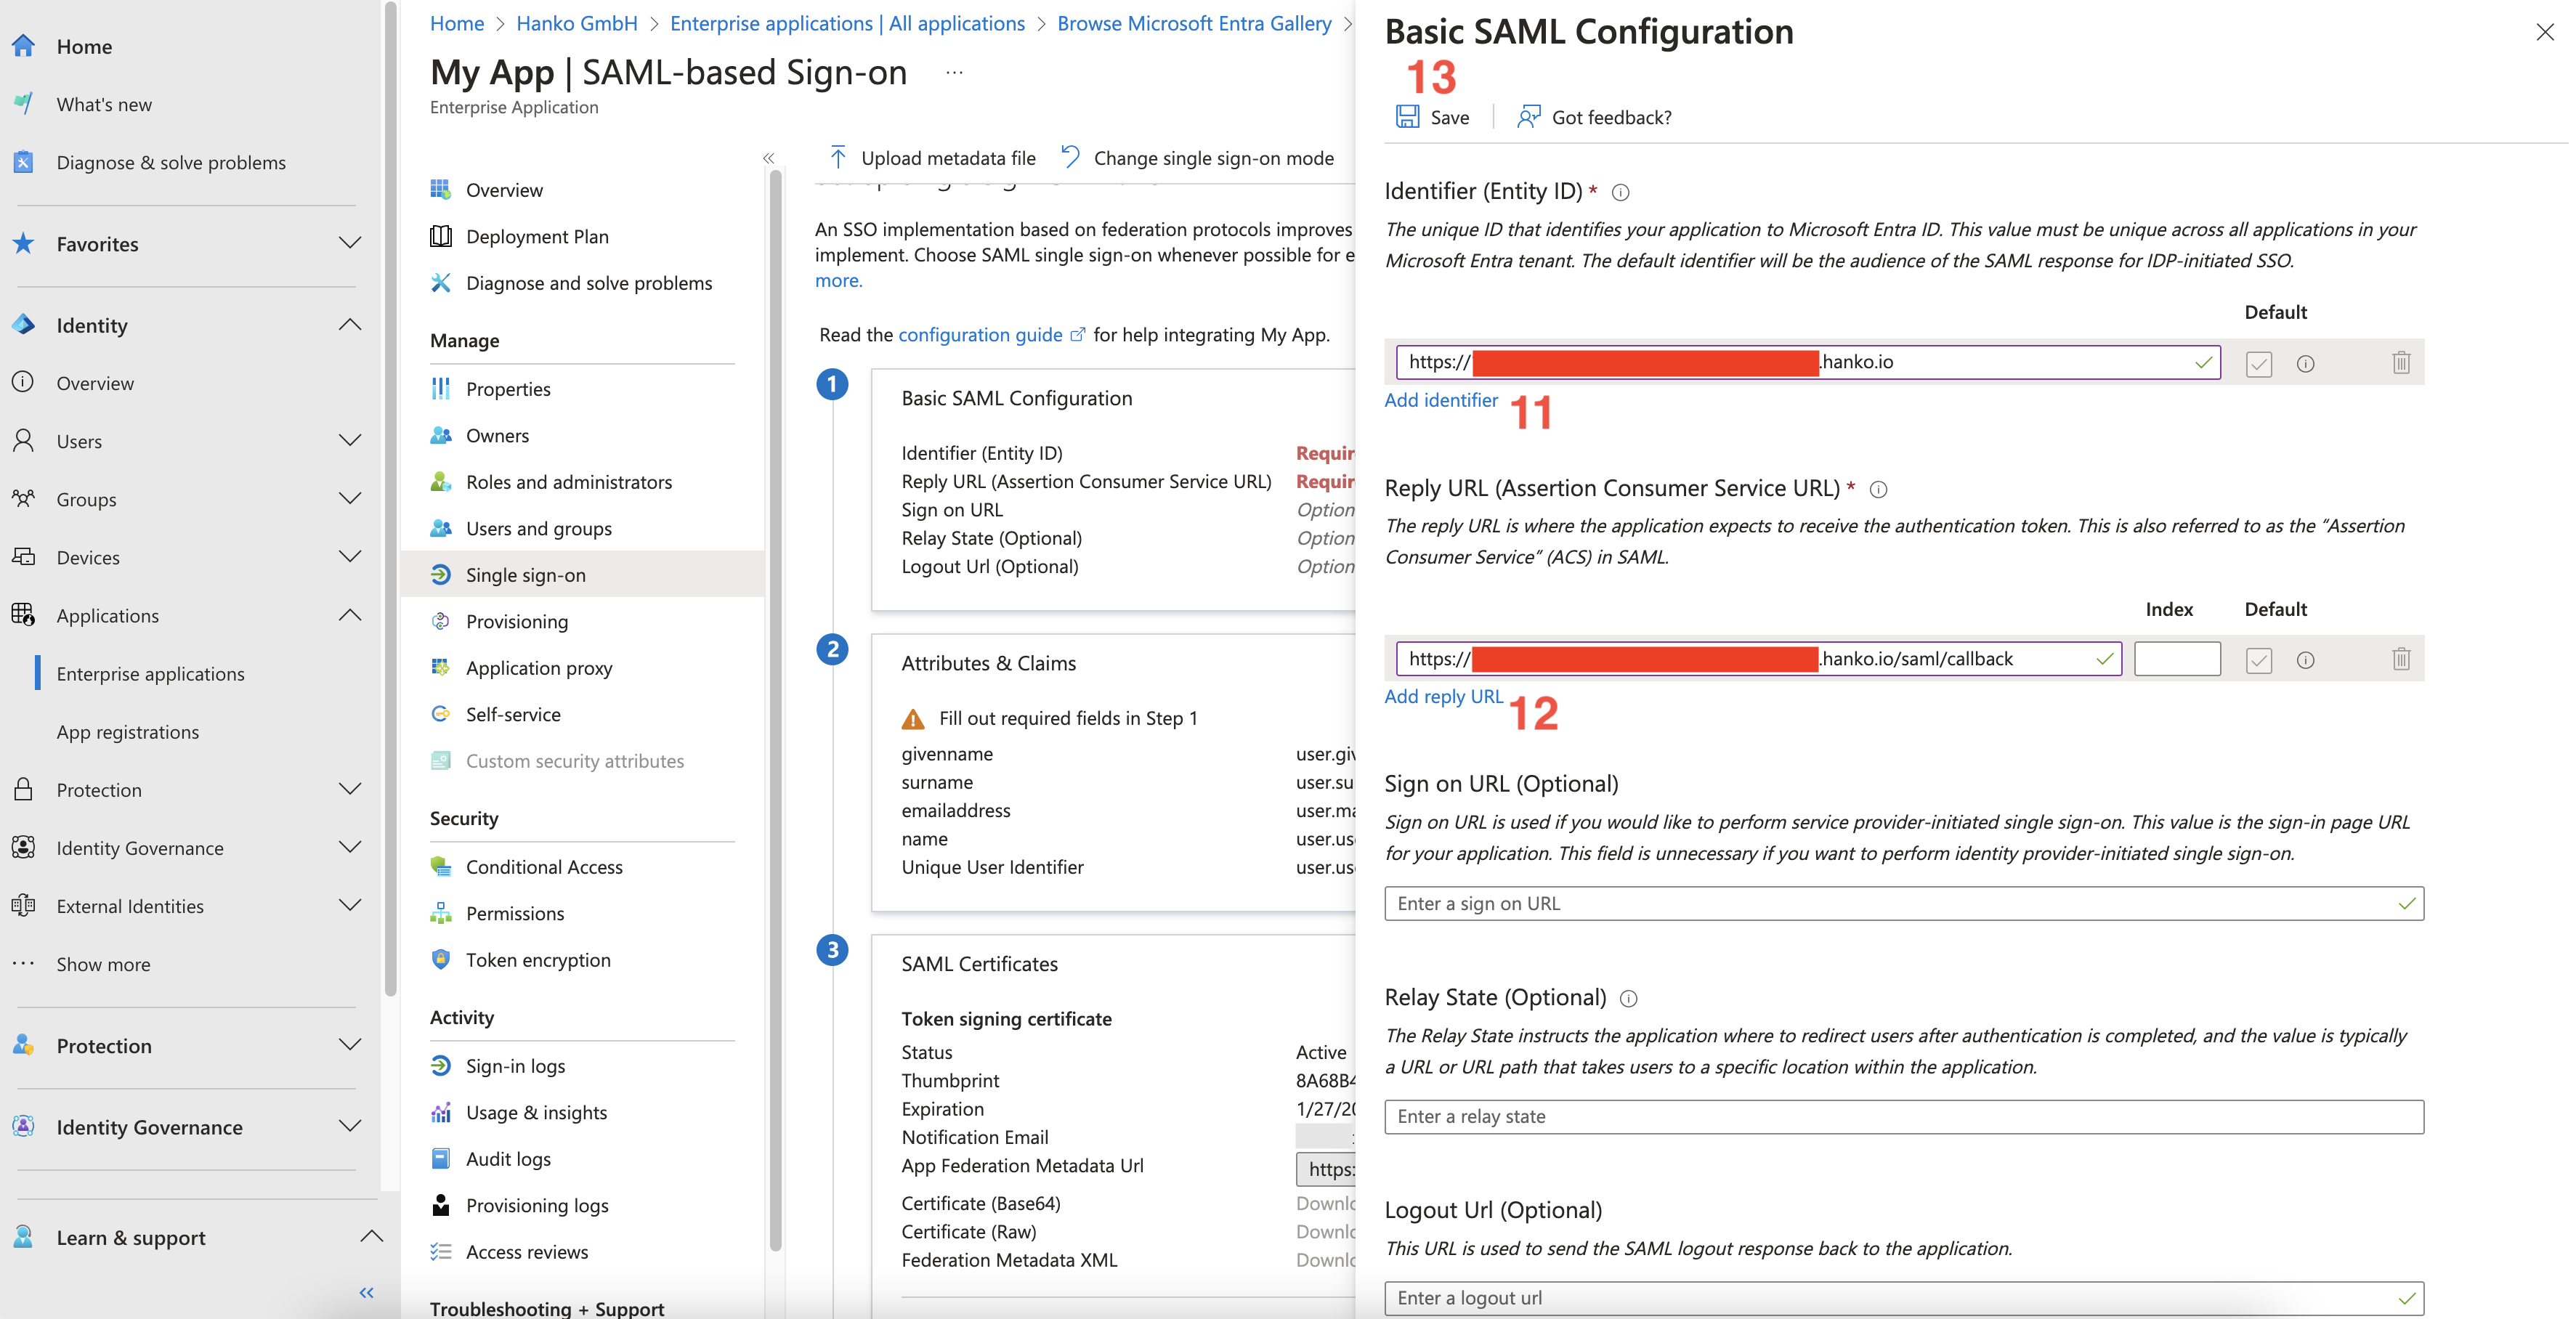 Home
What's new
Diagnose & solve problems
Favorites
Identity
Overview
Users
Groups
Devices
Applications
Enterprise applications
App registrations
Protection
Identity Governance
External Identities
Show more
Protection
Identity Governance
Learn & support
Home > Hanko GmbH > Enterprise applications | All applications > Browse Microsoft Entra Gallery >
My App | SAML-based Sign-on ...
Enterprise Application
Overview
Deployment Plan
Diagnose and solve problems
Manage
Properties
Owners
Roles and administrators
Users and groups
Single sign-on
Provisioning
Application proxy
Self-service
Custom security attributes
Security
Conditional Access
Permissions
Token encryption
Activity
Sign-in logs
Usage & insights
Audit logs
Provisioning logs
Access reviews
Troubleshooting + Support
Upload metadata file Change single sign-on mode
An SSO implementation based on federation protocols improves
implement. Choose SAML single sign-on whenever possible for e
more.
Read the configuration guide for help integrating My App.
1
Basic SAML Configuration
Identifier (Entity ID) Requir
Reply URL (Assertion Consumer Service URL) Requir
Sign on URL Option
Relay State (Optional) Option
Logout Url (Optional) Option
2
Attributes & Claims
Fill out required fields in Step 1
givenname user.giv
surname user.su
emailaddress user.ma
name user.us
Unique User Identifier user.us
3
SAML Certificates
Token signing certificate
Status Active
Thumbprint 8A68B4
Expiration 1/27/20
Notification Email
App Federation Metadata Url https:
Certificate (Base64) Downlo
Certificate (Raw) Downlo
Federation Metadata XML Downlo
Basic SAML Configuration
13
Save Got feedback?
Identifier (Entity ID) *
The unique ID that identifies your application to Microsoft Entra ID. This value must be unique across all applications in your
Microsoft Entra tenant. The default identifier will be the audience of the SAML response for IDP-initiated SSO.
Default
https:// .hanko.io
Add identifier 11
Reply URL (Assertion Consumer Service URL) *
The reply URL is where the application expects to receive the authentication token. This is also referred to as the "Assertion
Consumer Service" (ACS) in SAML.
Index Default
https:// .hanko.io/saml/callback
Add reply URL 12
Sign on URL (Optional)
Sign on URL is used if you would like to perform service provider-initiated single sign-on. This value is the sign-in page URL
for your application. This field is unnecessary if you want to perform identity provider-initiated single sign-on.
Enter a sign on URL
Relay State (Optional)
The Relay State instructs the application where to redirect users after authentication is completed, and the value is typically
a URL or URL path that takes users to a specific location within the application.
Enter a relay state
Logout Url (Optional)
This URL is used to send the SAML logout response back to the application.
Enter a logout url